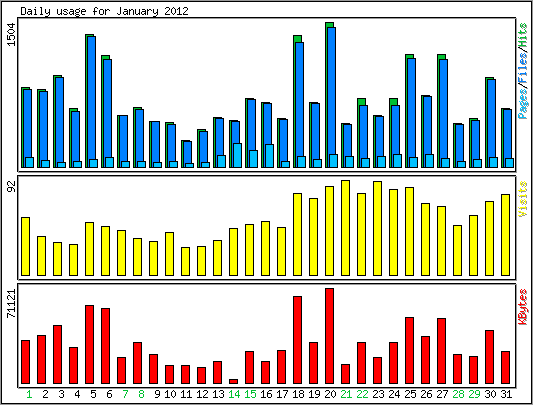 Daily usage for January 2012
1504
Pages/Files/Hits
92
Visits
71121
KBytes
1 2 3 4 5 6 7 8 9 10 11 12 13 14 15 16 17 18 19 20 21 22 23 24 25 26 27 28 29 30 31